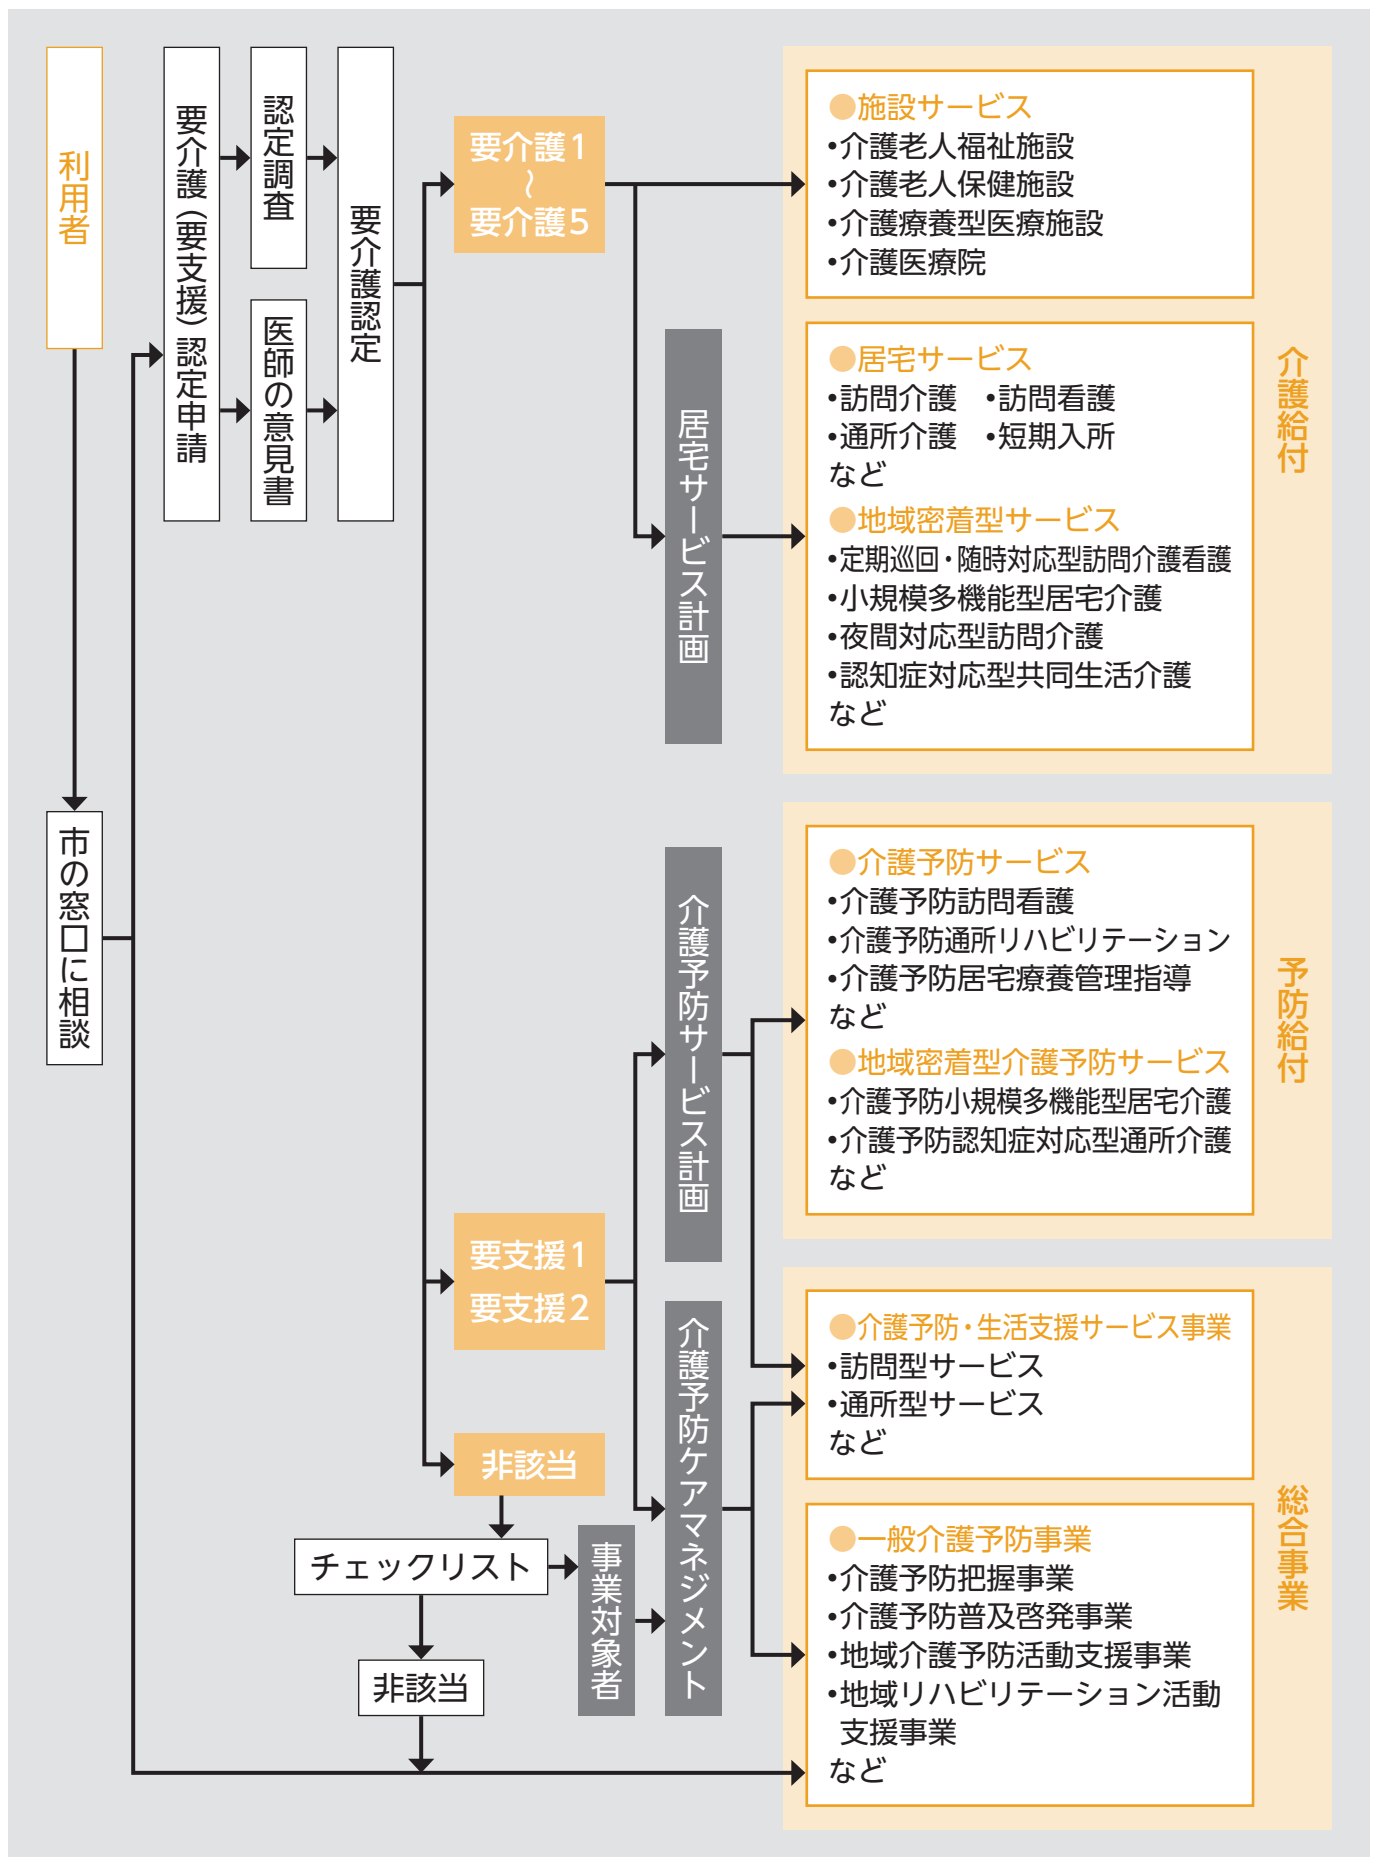 利用者
市の窓口に相談
要介護(要支援)認定申請
認定調査
医師の意見書
要介護認定
要介護1
〜
要介護5
居宅サービス計画
●施設サービス
•介護老人福祉施設
•介護老人保健施設
•介護療養型医療施設
•介護医療院
●居宅サービス
•訪問介護 •訪問看護
•通所介護 •短期入所
など
●地域密着型サービス
•定期巡回・随時対応型訪問介護看護
•小規模多機能型居宅介護
•夜間対応型訪問介護
•認知症対応型共同生活介護
など
介護給付
要支援1
要支援2
介護予防サービス計画
●介護予防サービス
•介護予防訪問看護
•介護予防通所リハビリテーション
•介護予防居宅療養管理指導
など
●地域密着型介護予防サービス
•介護予防小規模多機能型居宅介護
•介護予防認知症対応型通所介護
など
予防給付
非該当
チェックリスト
非該当
事業対象者
介護予防ケアマネジメント
●介護予防・生活支援サービス事業
•訪問型サービス
•通所型サービス
など
●一般介護予防事業
•介護予防把握事業
•介護予防普及啓発事業
•地域介護予防活動支援事業
•地域リハビリテーション活動
支援事業
など
総合事業